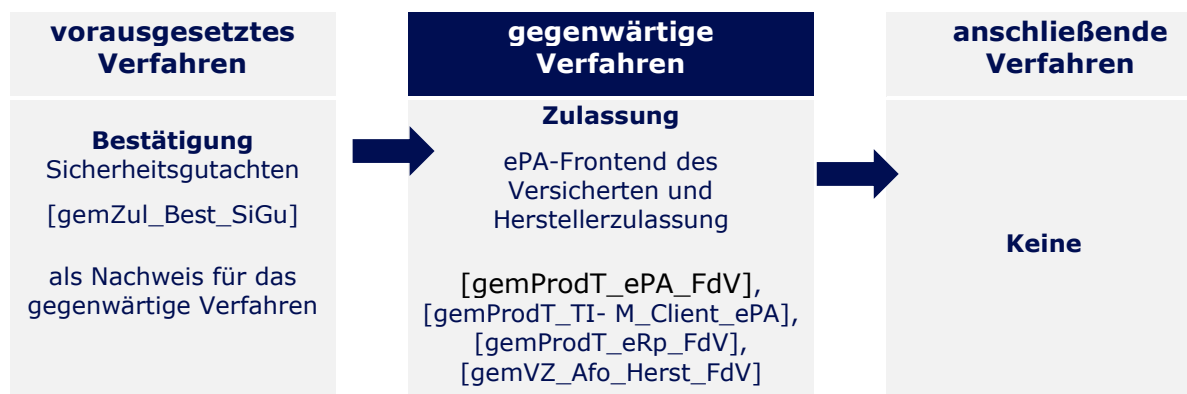 vorausgesetztes
Verfahren
Bestätigung
Sicherheitsgutachten
[gemZul_Best_SiGu]
als Nachweis für das
gegenwärtige Verfahren
gegenwärtige
Verfahren
Zulassung
ePA-Frontend des
Versicherten und
Herstellerzulassung
[gemProdT_ePA_FdV],
[gemProdT_TI- M_Client_ePA],
[gemProdT_eRp_FdV],
[gemVZ_Afo_Herst_FdV]
anschließende
Verfahren
Keine